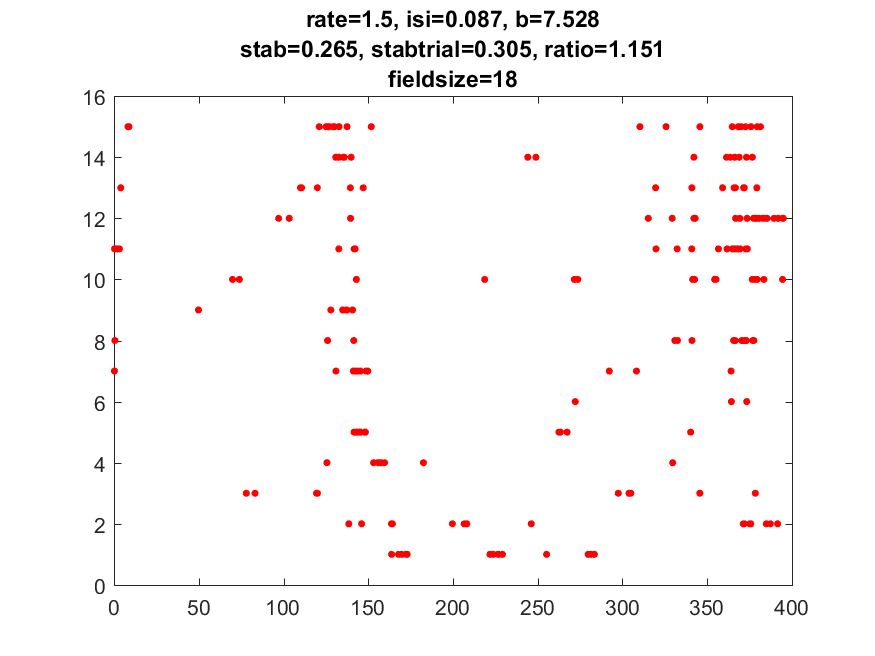 rate=1.5, isi=0.087, b=7.528
stab=0.265, stabtrial=0.305, ratio=1.151
fieldsize=18
16
14
12
10
8
6
4
2
0
0 50 100 150 200 250 300 350 400